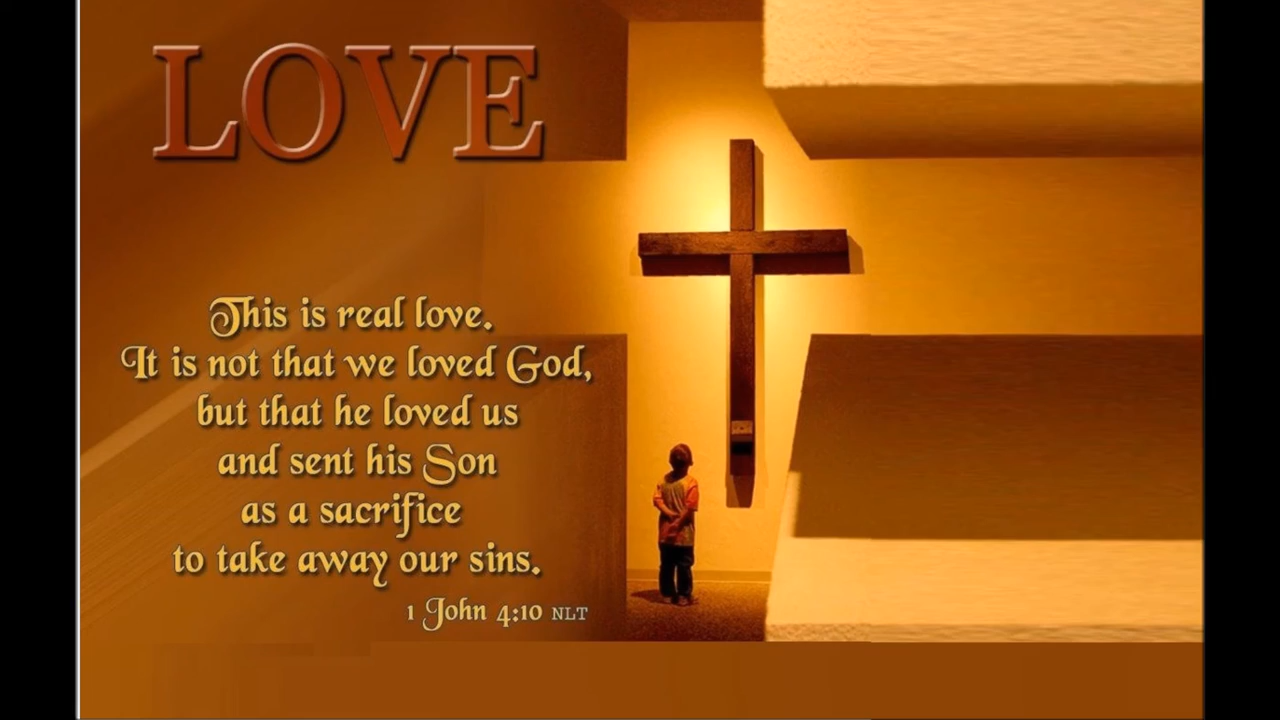 LOVE
This is real love.
It is not that we loved God,
but that he loved us
and sent his Son
as a sacrifice
to take away our sins.
1 John 4:10 NLT